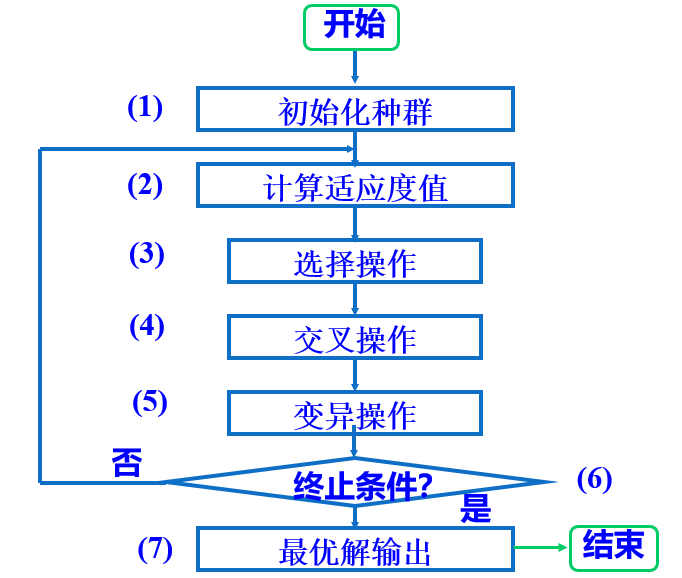 开始
(1)
初始化种群
(2)
计算适应度值
(3)
选择操作
(4)
交叉操作
(5)
变异操作
否
终止条件?
(6)
是
(7)
最优解输出
结束